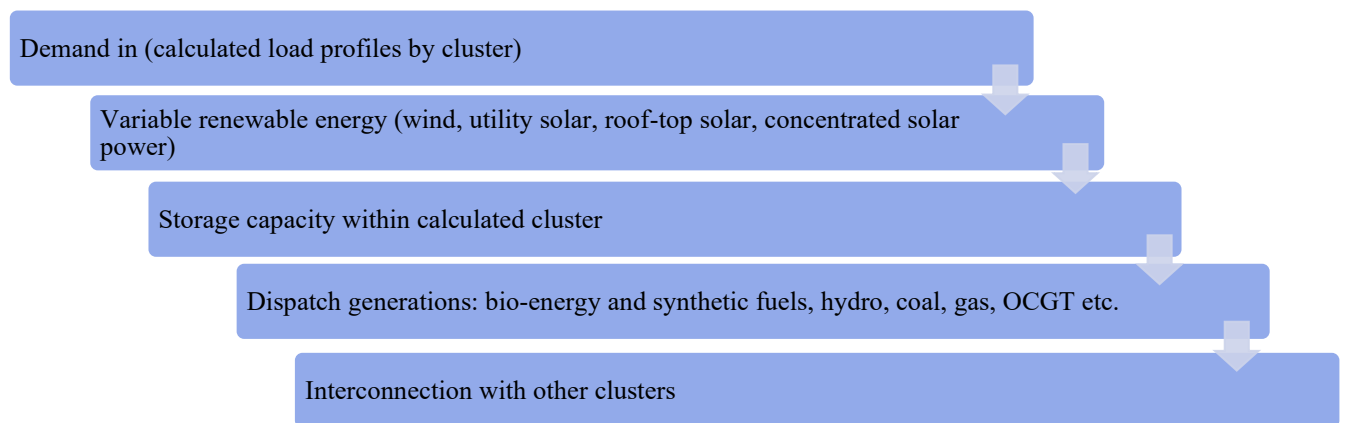 Demand in (calculated load profiles by cluster)
Variable renewable energy (wind, utility solar, roof-top solar, concentrated solar
power)
Storage capacity within calculated cluster
Dispatch generations: bio-energy and synthetic fuels, hydro, coal, gas, OCGT etc.
Interconnection with other clusters